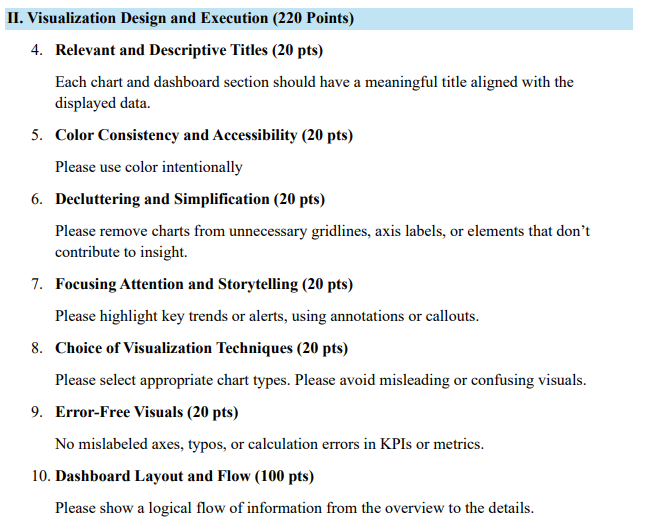 II. Visualization Design and Execution (220 Points)
4. Relevant and Descriptive Titles (20 pts)
Each chart and dashboard section should have a meaningful title aligned with the
displayed data.
5. Color Consistency and Accessibility (20 pts)
Please use color intentionally
6. Decluttering and Simplification (20 pts)
Please remove charts from unnecessary gridlines, axis labels, or elements that don’t
contribute to insight.
7. Focusing Attention and Storytelling (20 pts)
Please highlight key trends or alerts, using annotations or callouts.
8. Choice of Visualization Techniques (20 pts)
Please select appropriate chart types. Please avoid misleading or confusing visuals.
9. Error-Free Visuals (20 pts)
No mislabeled axes, typos, or calculation errors in KPIs or metrics.
10. Dashboard Layout and Flow (100 pts)
Please show a logical flow of information from the overview to the details.